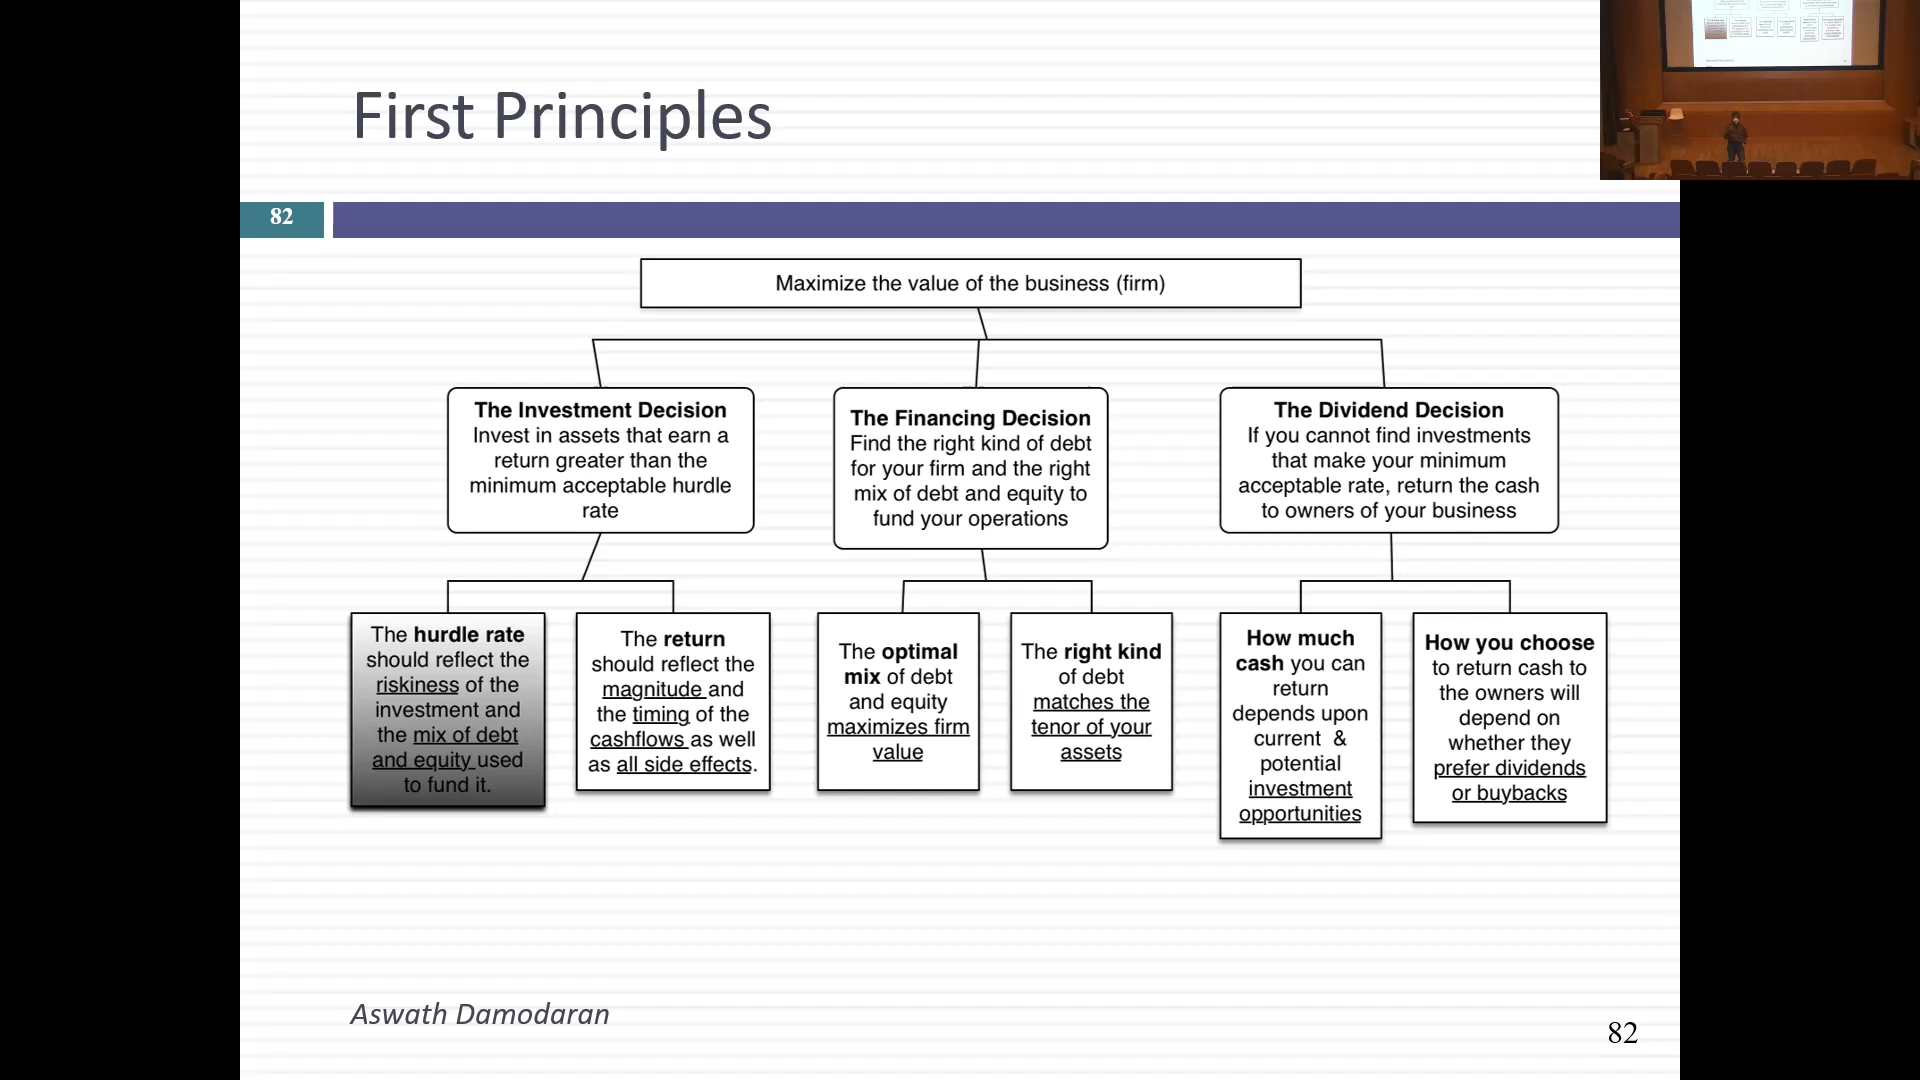 First Principles
82
Maximize the value of the business (firm)
The Investment Decision
Invest in assets that earn a
return greater than the
minimum acceptable hurdle
rate
The Financing Decision
Find the right kind of debt
for your firm and the right
mix of debt and equity to
fund your operations
The Dividend Decision
If you cannot find investments
that make your minimum
acceptable rate, return the cash
to owners of your business
The hurdle rate
should reflect the
riskiness of the
investment and
the mix of debt
and equity used
to fund it.
The return
should reflect the
magnitude and
the timing of the
cashflows as well
as all side effects.
The optimal
mix of debt
and equity
maximizes firm
value
The right kind
of debt
matches the
tenor of your
assets
How much
cash you can
return
depends upon
current &
potential
investment
opportunities
How you choose
to return cash to
the owners will
depend on
whether they
prefer dividends
or buybacks
Aswath Damodaran
82